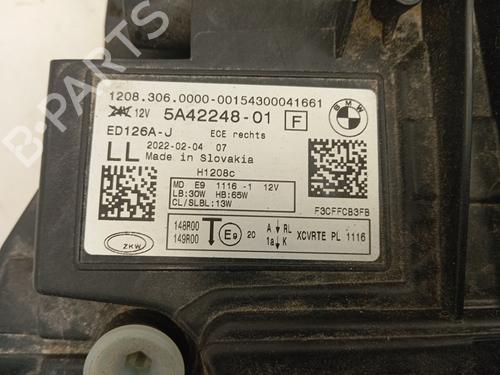 B-PARTS
1208.306.0000-00154300041661
24V 12V 5A42248-01 F
BMW
ED126A-J ECE rechts
LL 2022-02-04 07
Made in Slovakia
H1208c
MD E9 1116 -1 12V
LB:30W HB:65W
CL/SLBL:13W
F3CFFCB3FB
ZKW
148R00
149R00
E9 20 A RL
1a K
XCVRTE PL 1116